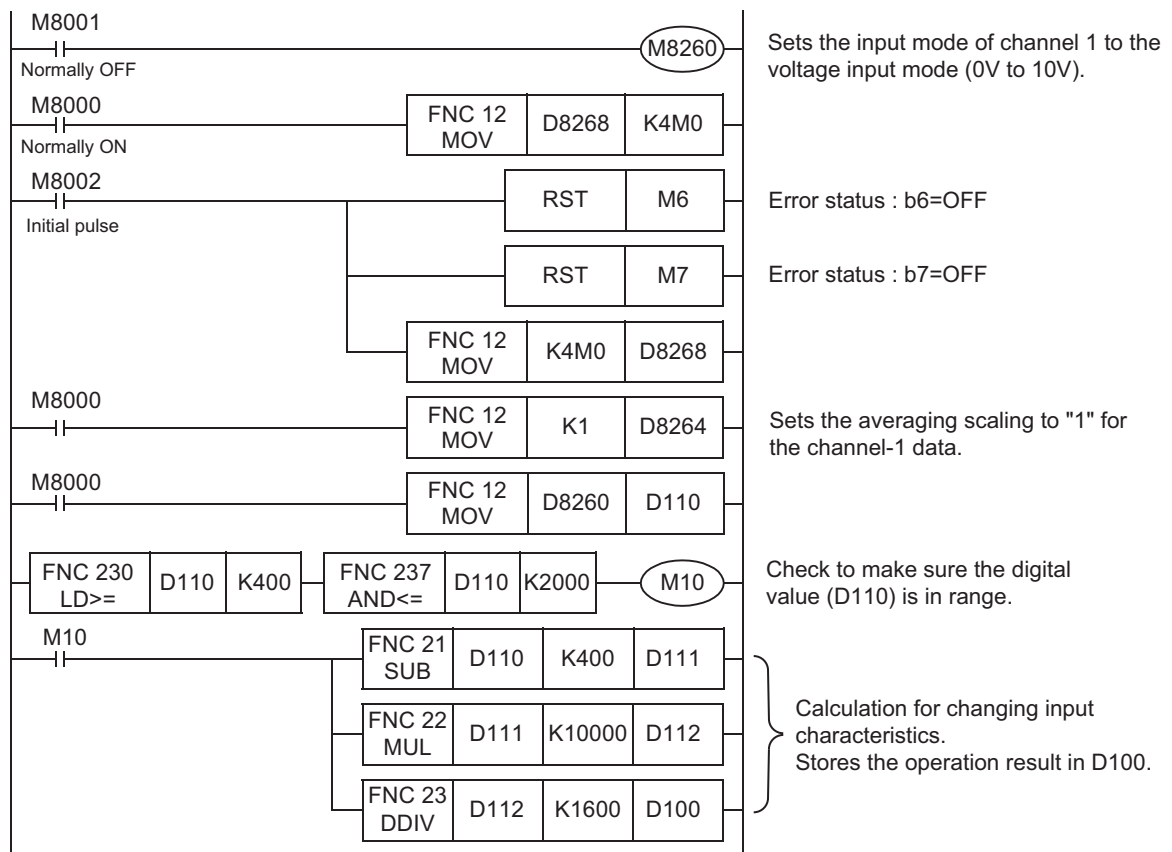 M8001
Normally OFF
M8260
Sets the input mode of channel 1 to the
voltage input mode (0V to 10V).
M8000
Normally ON
FNC 12
MOV
D8268
K4M0
M8002
Initial pulse
RST
M6
Error status : b6=OFF
RST
M7
Error status : b7=OFF
FNC 12
MOV
K4M0
D8268
M8000
FNC 12
MOV
K1
D8264
Sets the averaging scaling to "1" for
the channel-1 data.
M8000
FNC 12
MOV
D8260
D110
FNC 230
LD>=
D110
K400
FNC 237
AND<=
D110
K2000
M10
Check to make sure the digital
value (D110) is in range.
M10
FNC 21
SUB
D110
K400
D111
FNC 22
MUL
D111
K10000
D112
FNC 23
DDIV
D112
K1600
D100
Calculation for changing input
characteristics.
Stores the operation result in D100.